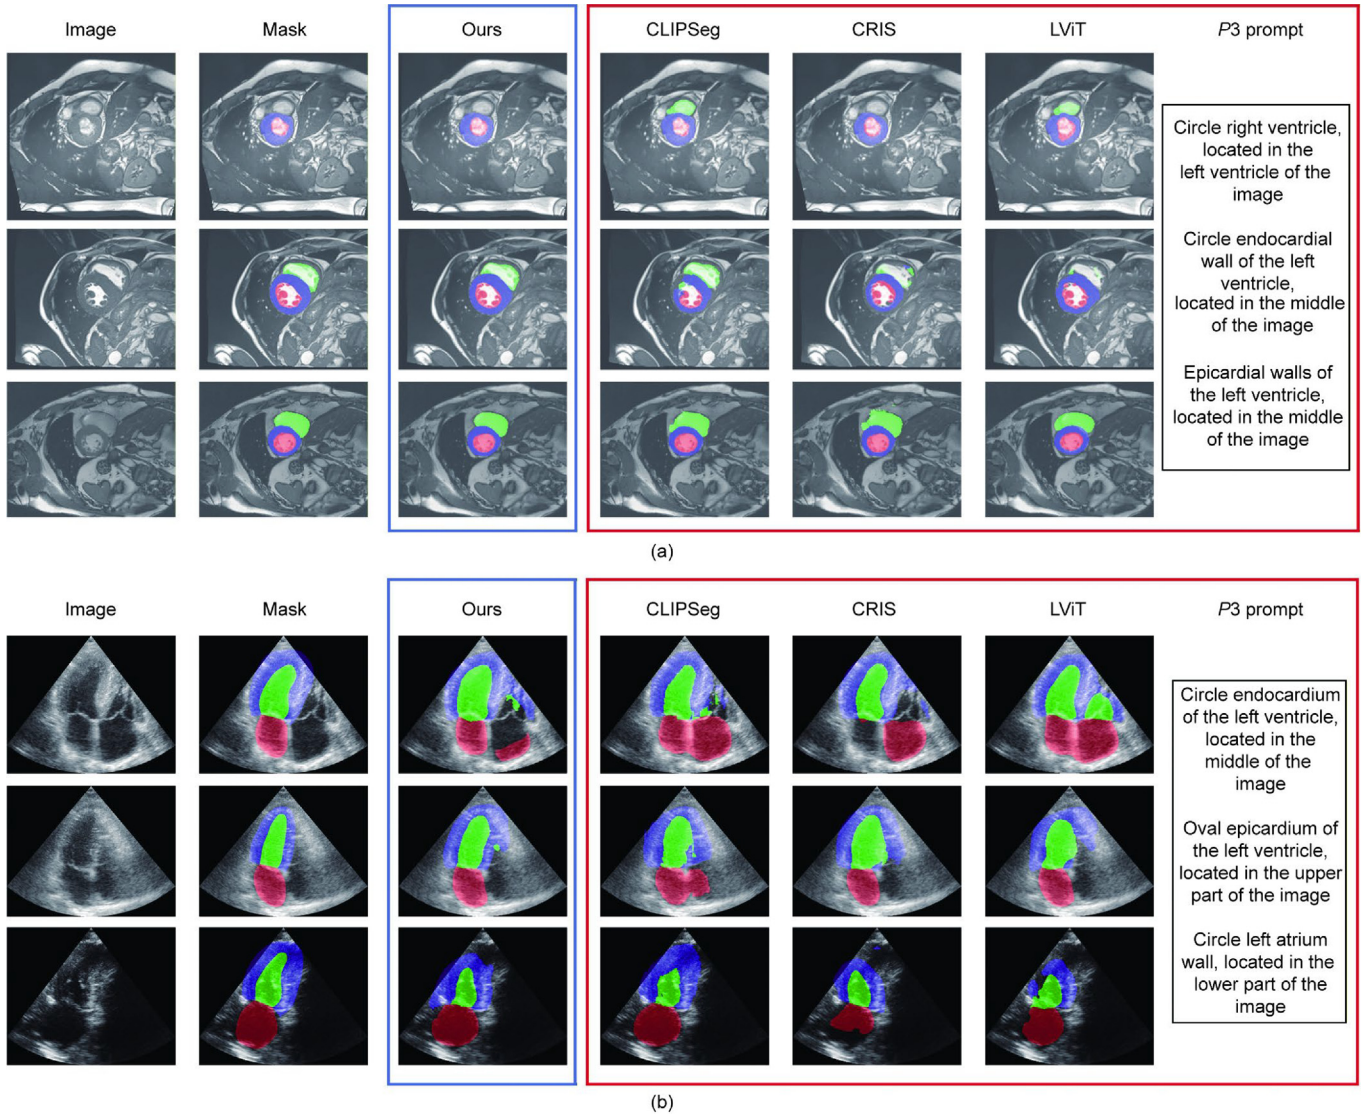 Image Mask Ours CLIPSeg CRIS LViT P3 prompt
Circle right ventricle,
located in the
left ventricle of the
image
Circle endocardial
wall of the left
ventricle,
located in the middle
of the image
Epicardial walls of
the left ventricle,
located in the middle
of the image
(a)
Image Mask Ours CLIPSeg CRIS LViT P3 prompt
Circle endocardium
of the left ventricle,
located in the
middle of the
image
Oval epicardium of
the left ventricle,
located in the upper
part of the image
Circle left atrium
wall, located in the
lower part of the
image
(b)